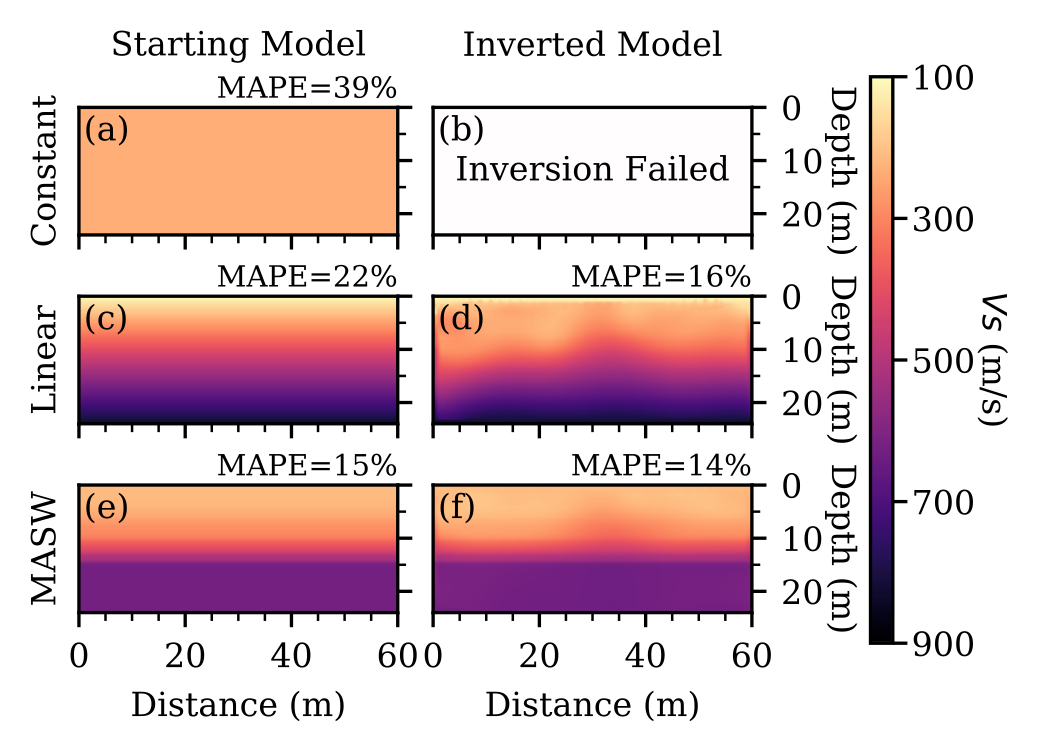 Starting Model
Inverted Model
MAPE=39%
Constant
(a)
(b)
Inversion Failed
0
10
20
Depth (m)
MAPE=22%
MAPE=16%
Linear
(c)
(d)
0
10
20
Depth (m)
MAPE=15%
MAPE=14%
MASW
(e)
(f)
0
10
20
Depth (m)
0 20 40 60
0 20 40 60
Distance (m)
Distance (m)
100
300
500
700
900
Vs (m/s)